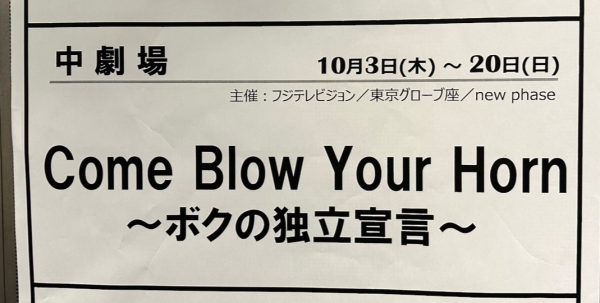 中劇場 10月3日(木) ～ 20日(日)
主催：フジテレビジョン／東京グローブ座／new phase
Come Blow Your Horn
～ボクの独立宣言～